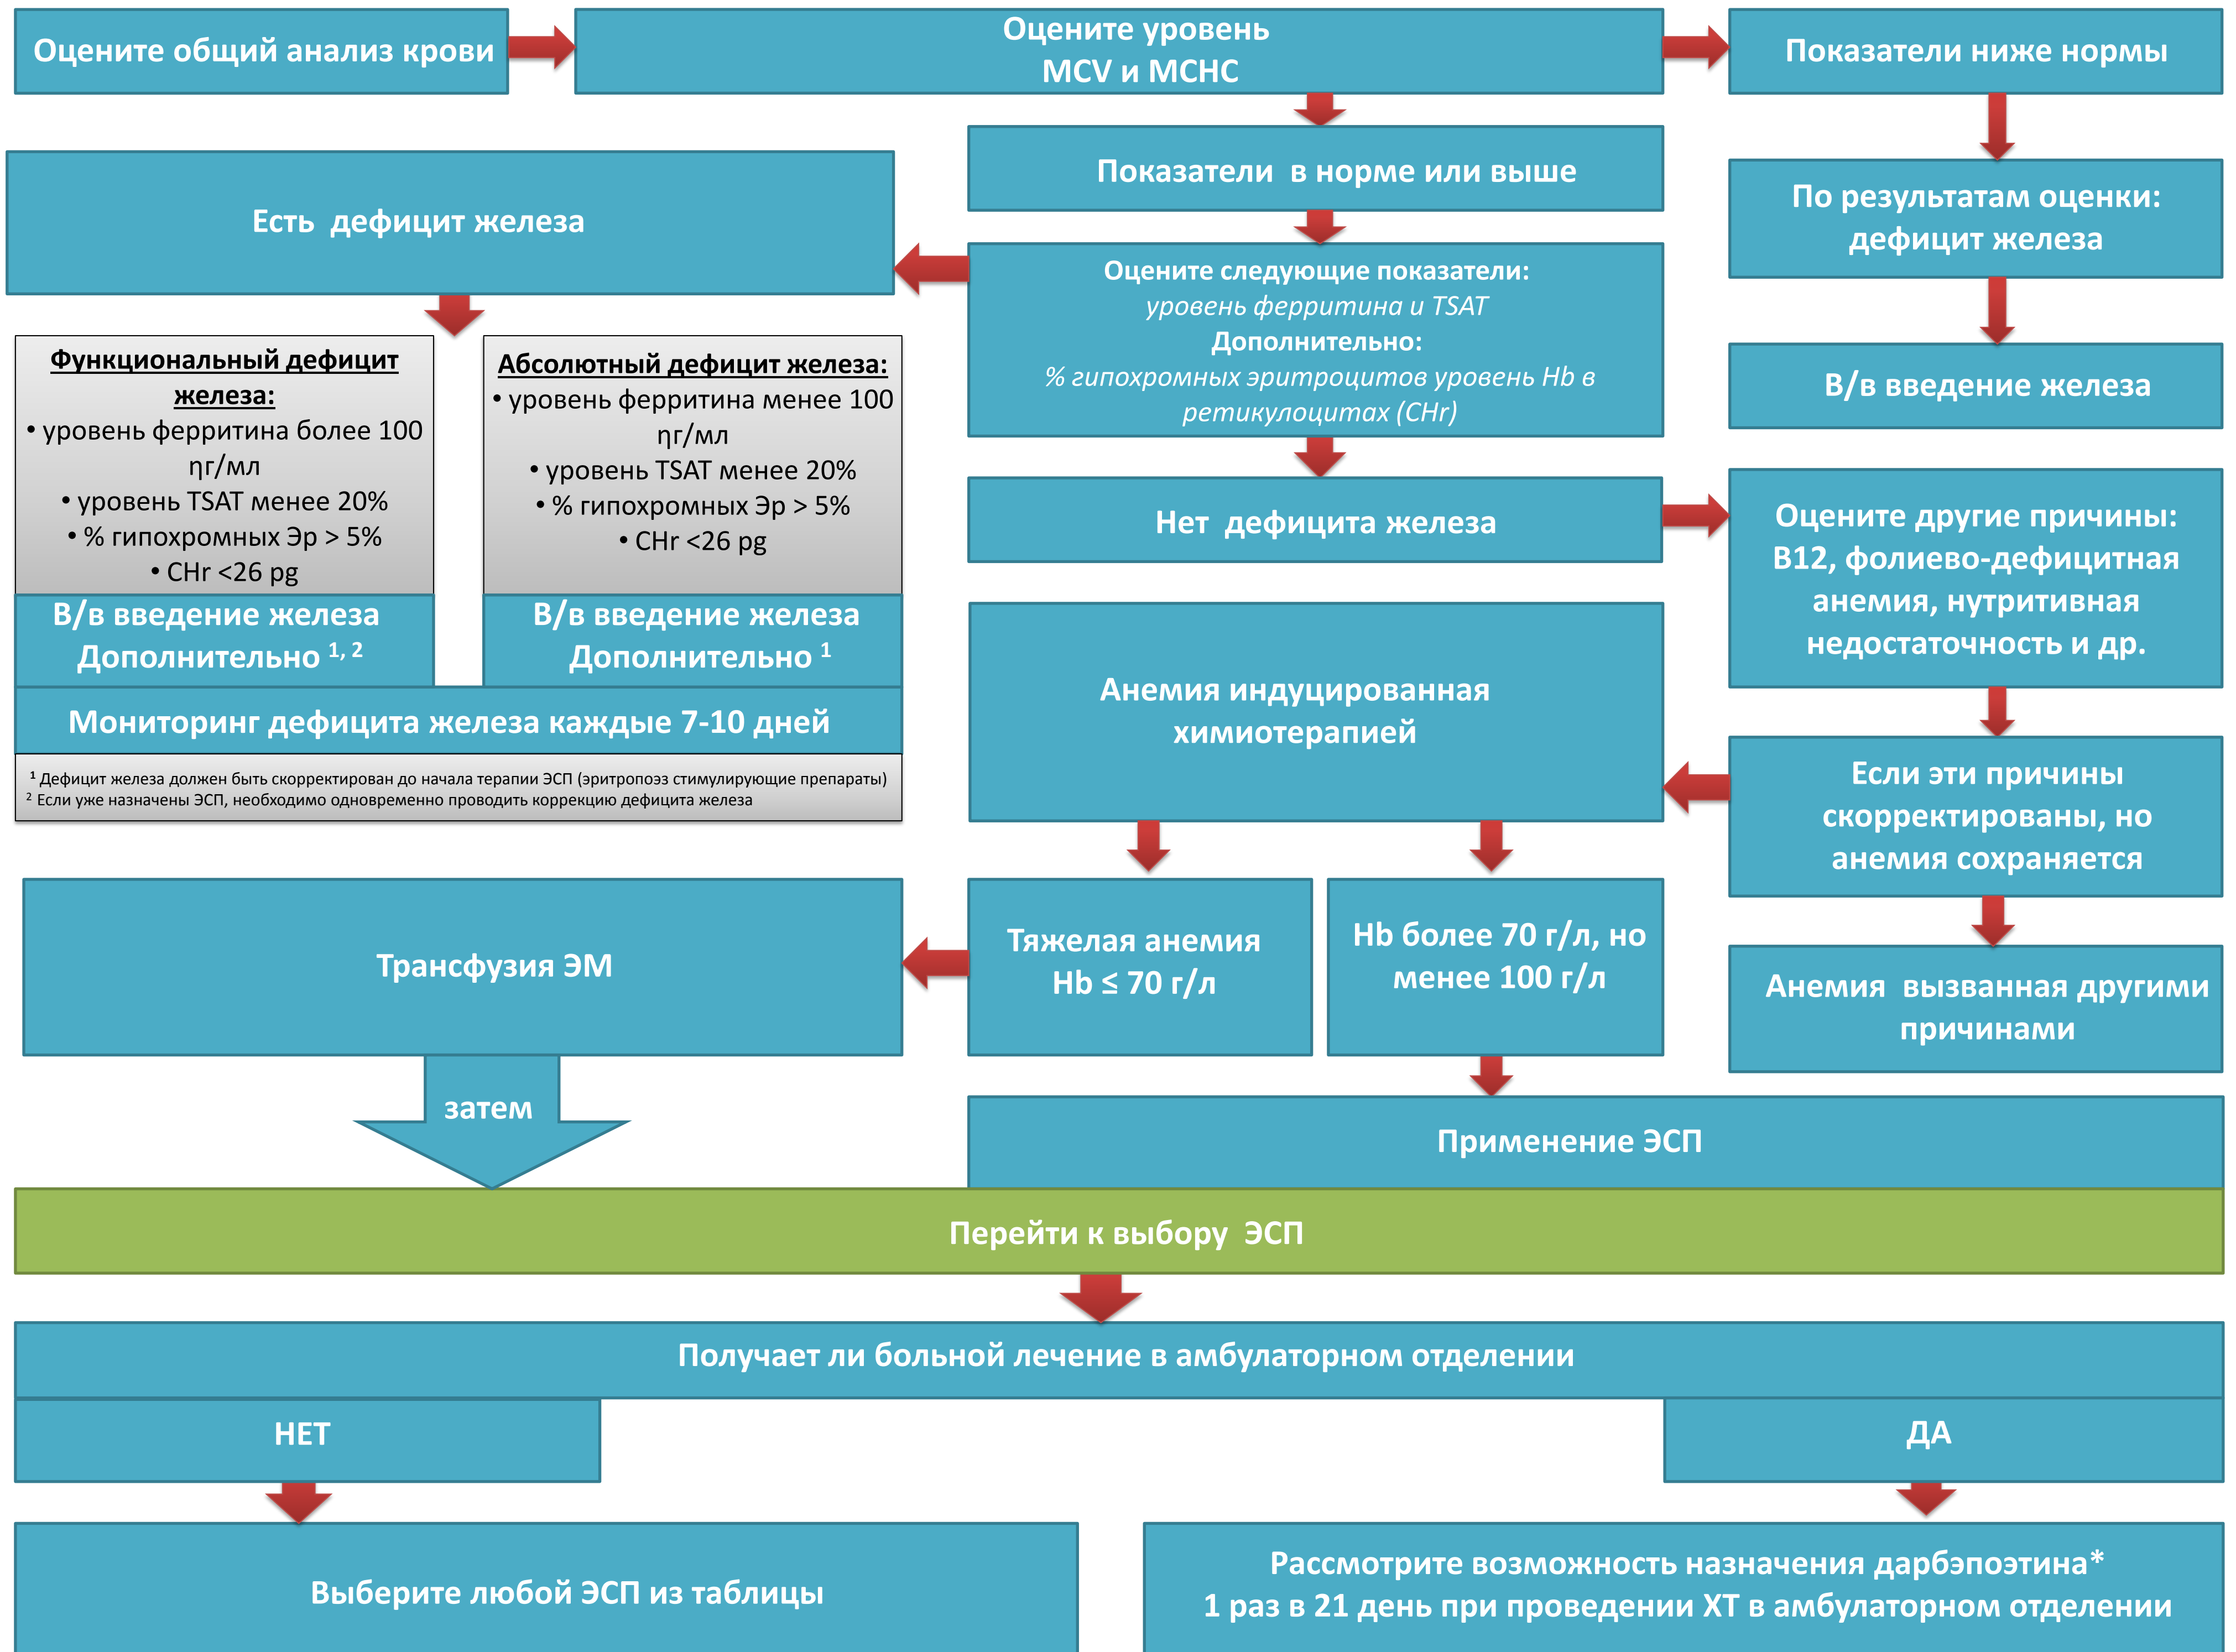 Оцените общий анализ крови
Оцените уровень
MCV и MCHC
Показатели ниже нормы
Показатели в норме или выше
Есть дефицит железа
По результатам оценки:
дефицит железа
Оцените следующие показатели:
уровень ферритина и TSAT
Дополнительно:
% гипохромных эритроцитов уровень Hb в
ретикулоцитах (CHr)
В/в введение железа
Функциональный дефицит
железа:
• уровень ферритина более 100
ηг/мл
• уровень TSAT менее 20%
• % гипохромных Эр > 5%
• CHr <26 pg
Абсолютный дефицит железа:
• уровень ферритина менее 100
ηг/мл
• уровень TSAT менее 20%
• % гипохромных Эр > 5%
• CHr <26 pg
Нет дефицита железа
Оцените другие причины:
В12, фолиево-дефицитная
анемия, нутритивная
недостаточность и др.
В/в введение железа
Дополнительно 1, 2
В/в введение железа
Дополнительно 1
Мониторинг дефицита железа каждые 7-10 дней
1 Дефицит железа должен быть скорректирован до начала терапии ЭСП (эритропоэз стимулирующие препараты)
2 Если уже назначены ЭСП, необходимо одновременно проводить коррекцию дефицита железа
Анемия индуцированная
химиотерапией
Если эти причины
скорректированы, но
анемия сохраняется
Трансфузия ЭМ
Тяжелая анемия
Hb ≤ 70 г/л
Hb более 70 г/л, но
менее 100 г/л
Анемия вызванная другими
причинами
затем
Применение ЭСП
Перейти к выбору ЭСП
Получает ли больной лечение в амбулаторном отделении
НЕТ
ДА
Выберите любой ЭСП из таблицы
Рассмотрите возможность назначения дарбэпоэтина*
1 раз в 21 день при проведении ХТ в амбулаторном отделении